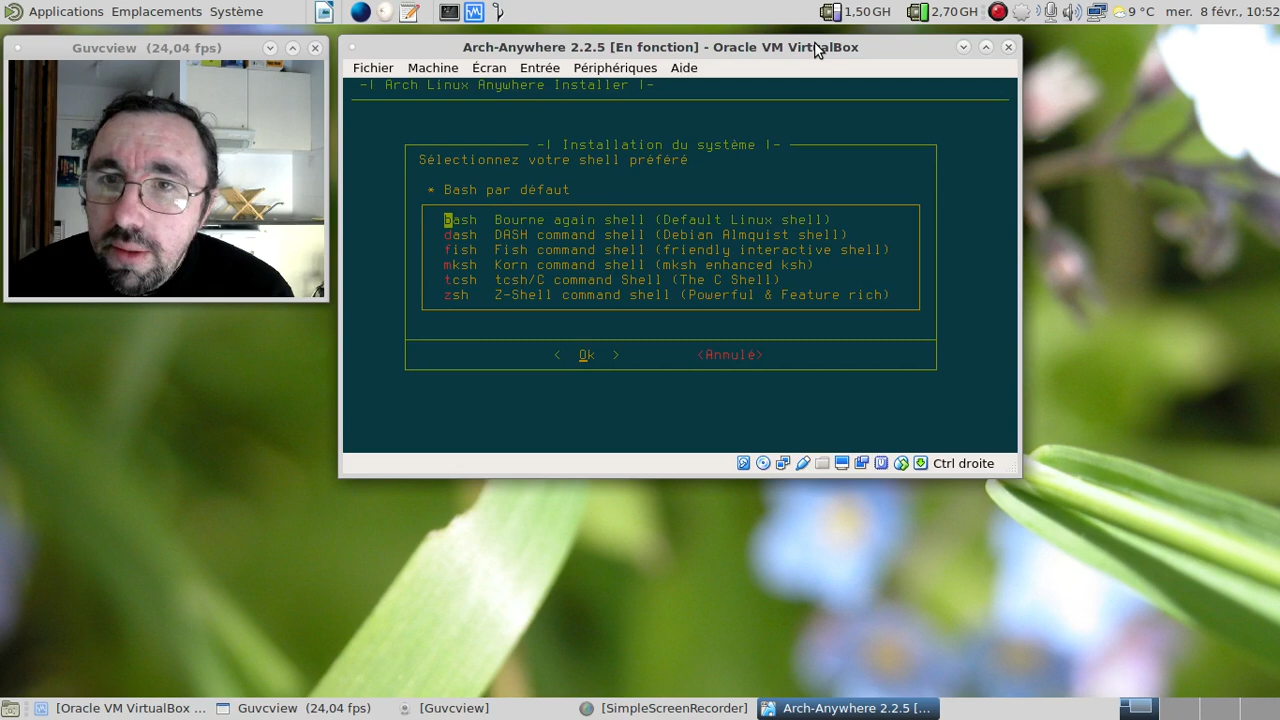 Applications Emplacements Système 1,50 GH 2,70 GH 9 °C mer. 8 févr., 10:52
Guvcview (24,04 fps)
Arch-Anywhere 2.2.5 [En fonction] - Oracle VM VirtualBox
Fichier Machine Écran Entrée Périphériques Aide
-| Arch Linux Anywhere Installer |-
-| Installation du système |-
Sélectionnez votre shell préféré
* Bash par défaut
bash Bourne again shell (Default Linux shell)
dash DASH command shell (Debian Almquist shell)
fish Fish command shell (friendly interactive shell)
mksh Korn command shell (mksh enhanced ksh)
tcsh tcsh/C command Shell (The C Shell)
zsh Z-Shell command shell (Powerful & Feature rich)
< Ok > <Annulé>
Ctrl droite
[Oracle VM VirtualBox ... Guvcview (24,04 fps) [Guvcview] [SimpleScreenRecorder] Arch-Anywhere 2.2.5 [...